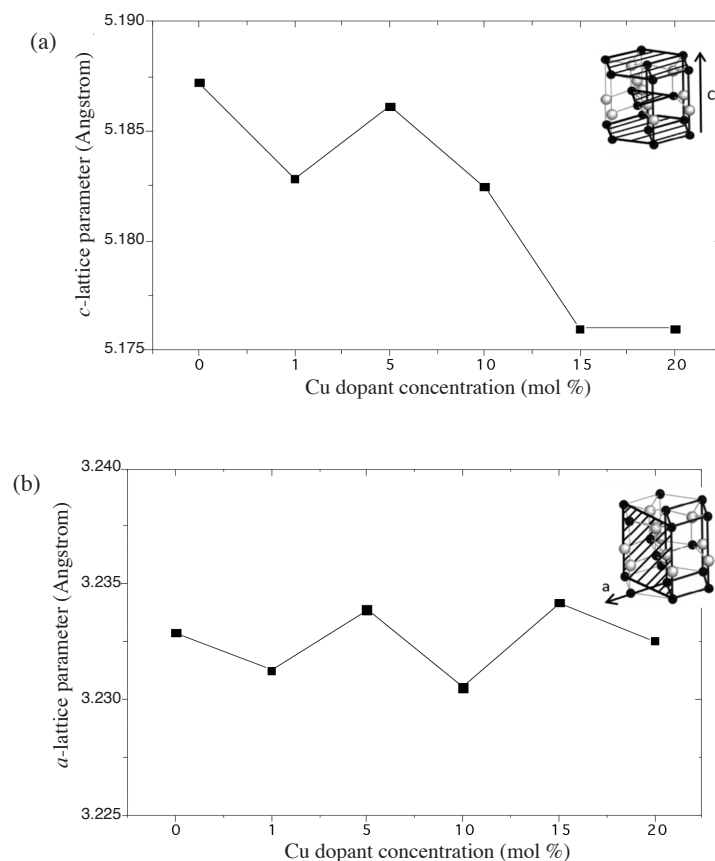 (a)
c-lattice parameter (Angstrom)
5.190
5.185
5.180
5.175
c
0 1 5 10 15 20
Cu dopant concentration (mol %)
(b)
a-lattice parameter (Angstrom)
3.240
3.235
3.230
3.225
a
0 1 5 10 15 20
Cu dopant concentration (mol %)